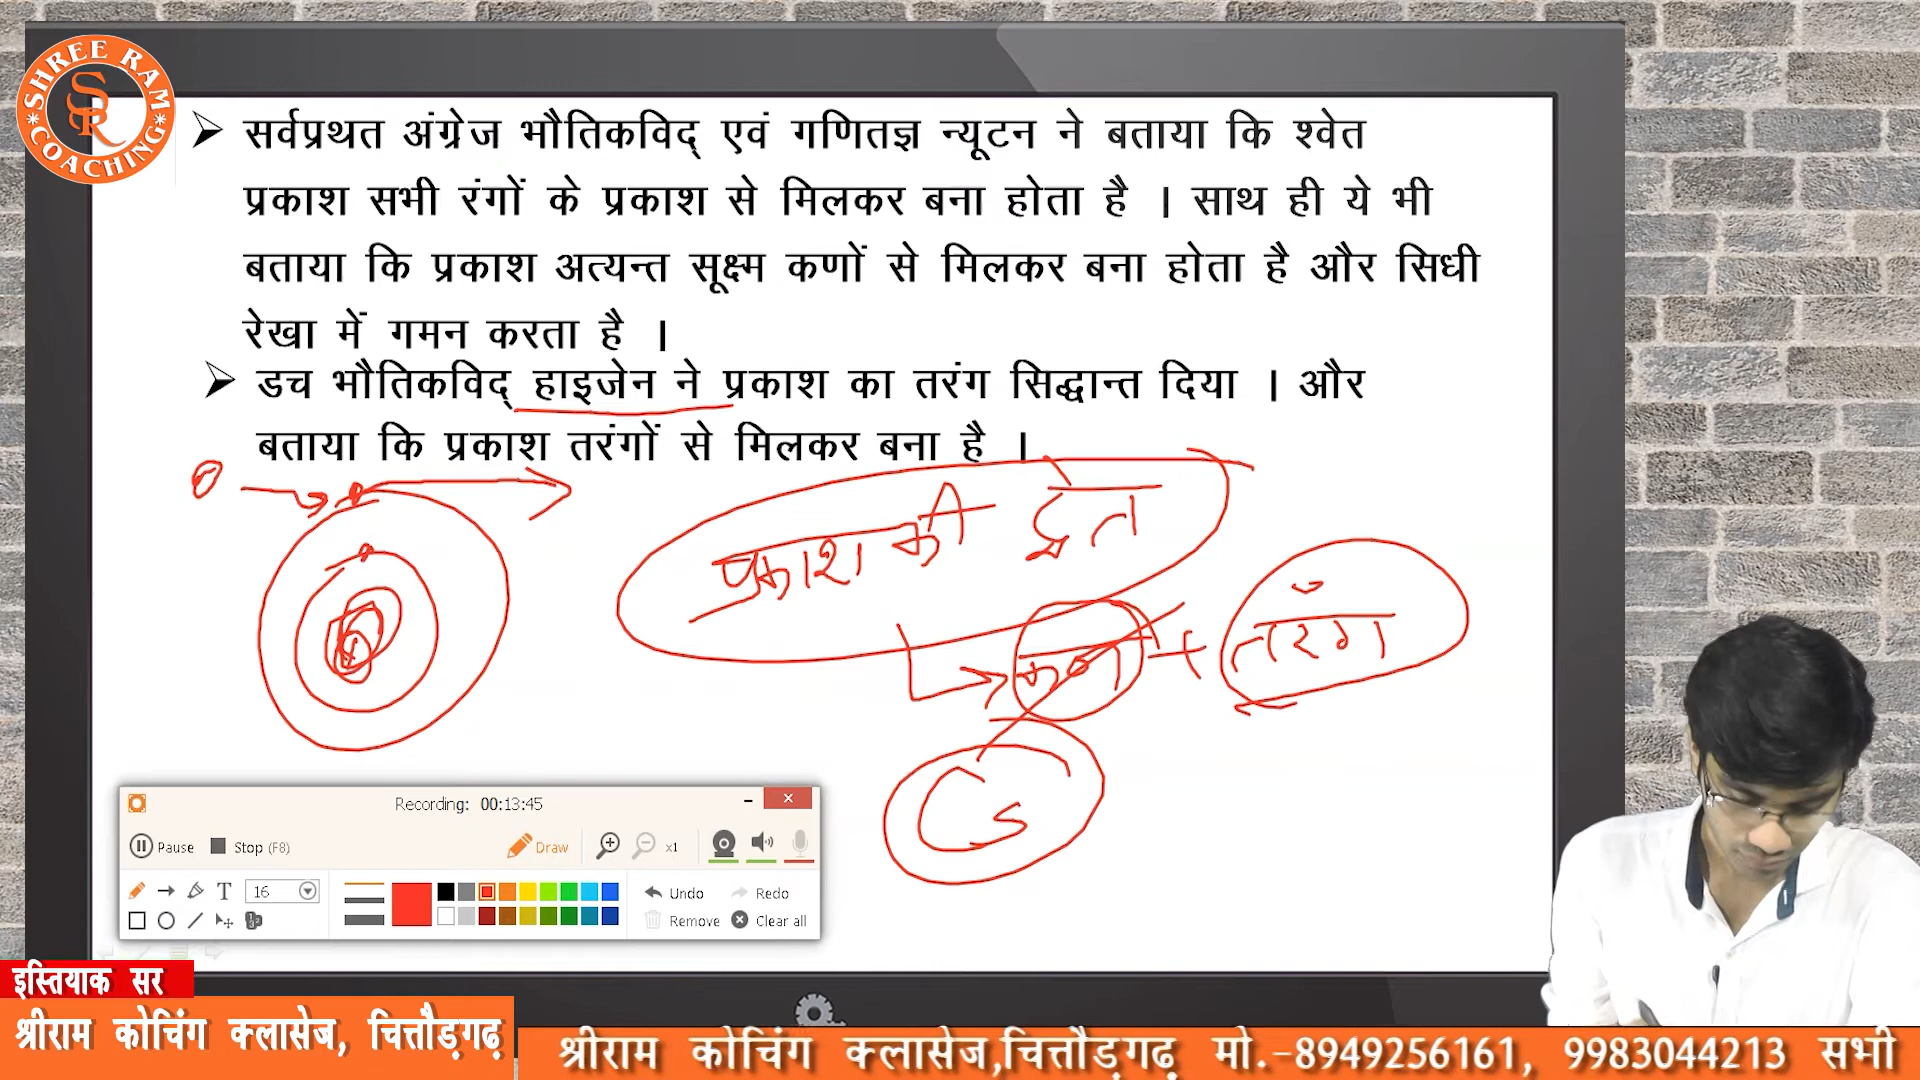 SHREE RAM
COACHING
SRC
सर्वप्रथत अंग्रेज भौतिकविद् एवं गणितज्ञ न्यूटन ने बताया कि श्वेत
प्रकाश सभी रंगों के प्रकाश से मिलकर बना होता है । साथ ही ये भी
बताया कि प्रकाश अत्यन्त सूक्ष्म कणों से मिलकर बना होता है और सिधी
रेखा में गमन करता है ।
डच भौतिकविद् हाइजेन ने प्रकाश का तरंग सिद्धान्त दिया । और
बताया कि प्रकाश तरंगों से मिलकर बना है ।
प्रकाश की द्वैत
कण + तरंग
Recording: 00:13:45
Pause Stop (F8) Draw x1
T 16 Undo Redo
Remove Clear all
इस्तियाक सर
श्रीराम कोचिंग क्लासेज, चित्तौड़गढ़
श्रीराम कोचिंग क्लासेज,चित्तौड़गढ़ मो.-8949256161, 9983044213 सभी